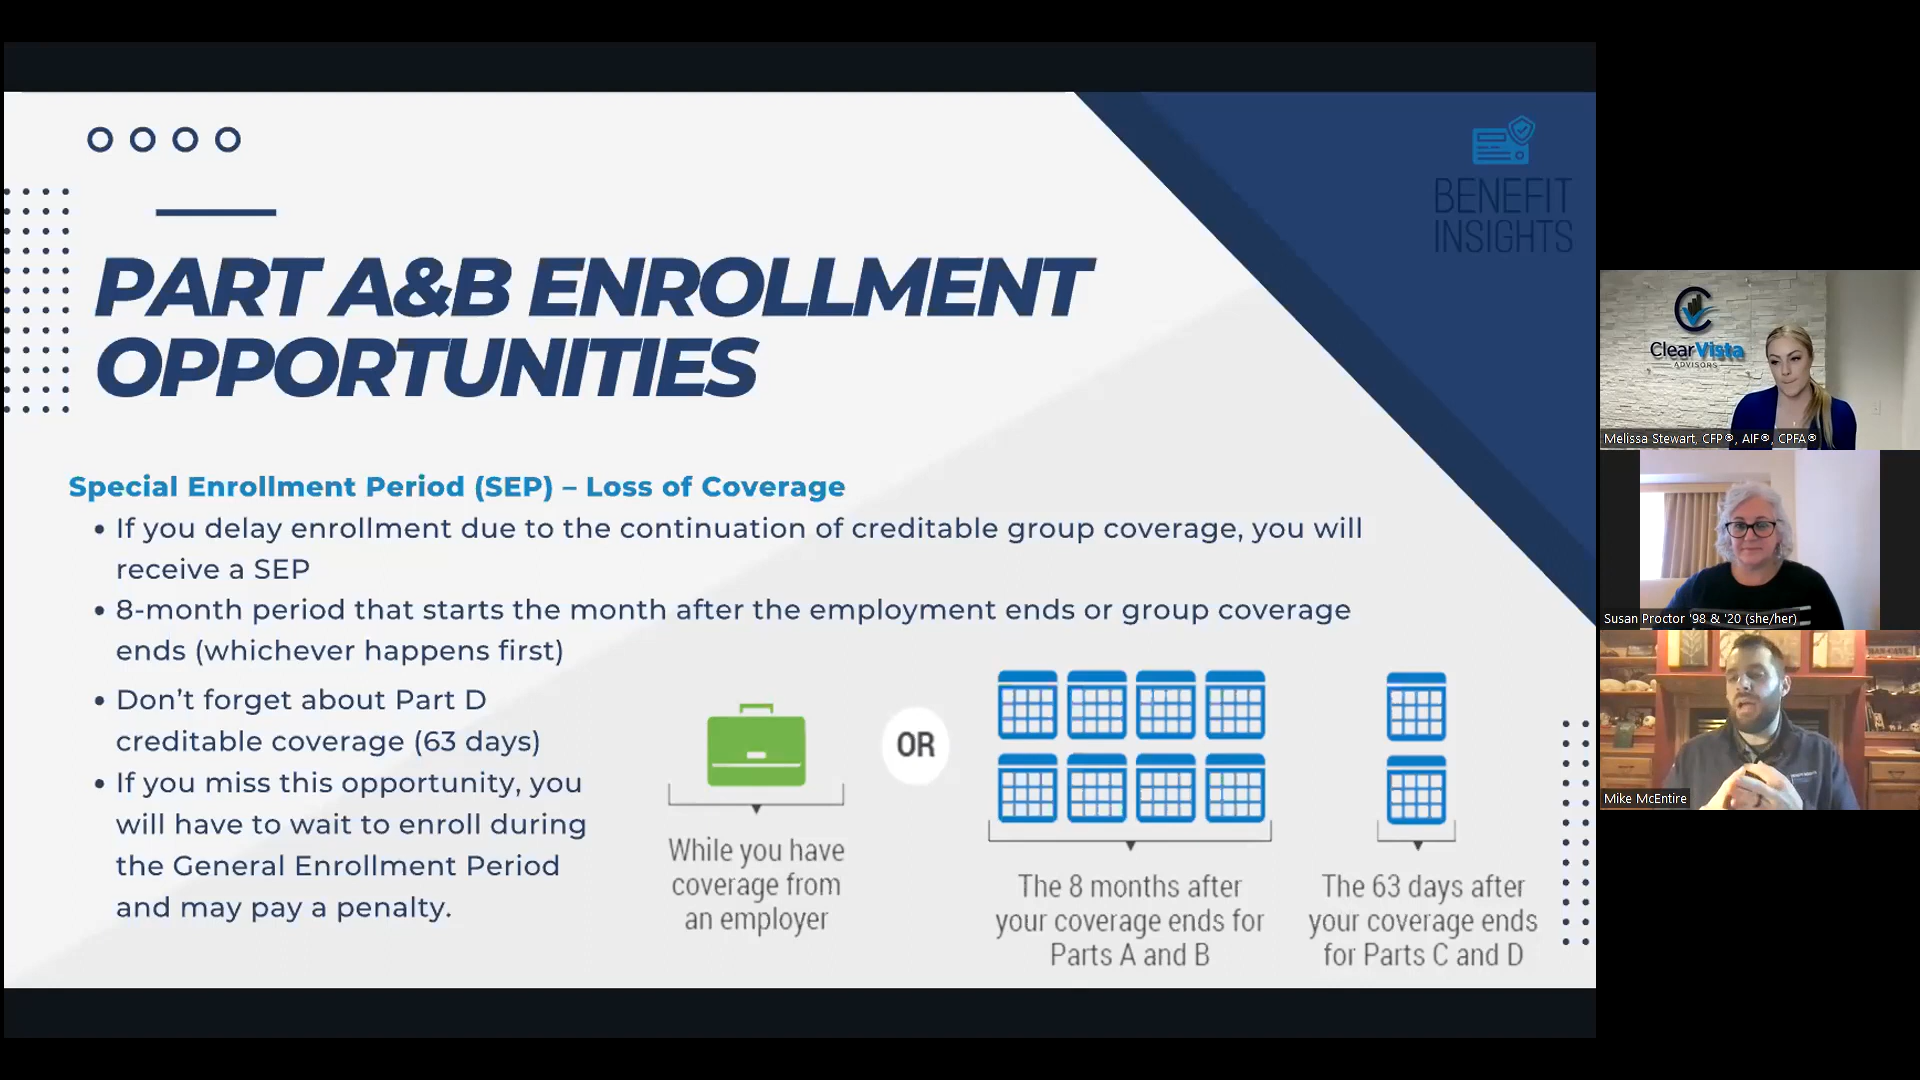 BENEFIT
INSIGHTS
PART A&B ENROLLMENT
OPPORTUNITIES
Special Enrollment Period (SEP) – Loss of Coverage
• If you delay enrollment due to the continuation of creditable group coverage, you will
receive a SEP
• 8-month period that starts the month after the employment ends or group coverage
ends (whichever happens first)
• Don’t forget about Part D
creditable coverage (63 days)
• If you miss this opportunity, you
will have to wait to enroll during
the General Enrollment Period
and may pay a penalty.
While you have
coverage from
an employer
OR
The 8 months after
your coverage ends for
Parts A and B
The 63 days after
your coverage ends
for Parts C and D
ClearVista
ADVISORS
Melissa Stewart, CFP®, AIF®, CPFA®
Susan Proctor '98 & '20 (she/her)
Mike McEntire